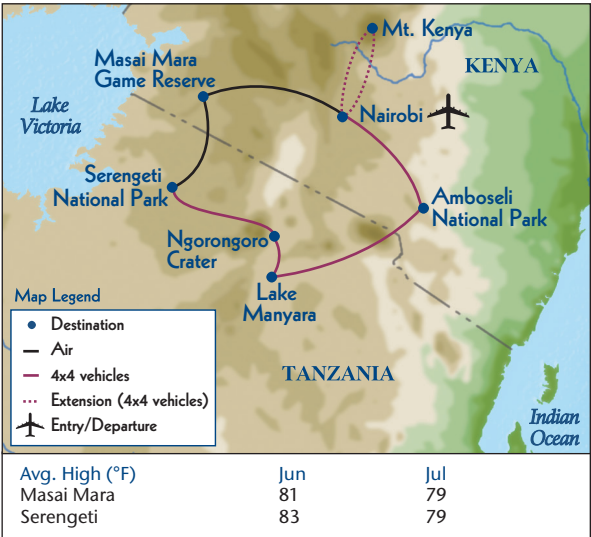 Mt. Kenya
Masai Mara
Game Reserve
KENYA
Lake
Victoria
Nairobi
Serengeti
National Park
Amboseli
National Park
Ngorongoro
Crater
Lake
Manyara
Map Legend
Destination
Air
4x4 vehicles
Extension (4x4 vehicles)
Entry/Departure
TANZANIA
Indian
Ocean
Avg. High (°F) Jun Jul
Masai Mara 81 79
Serengeti 83 79